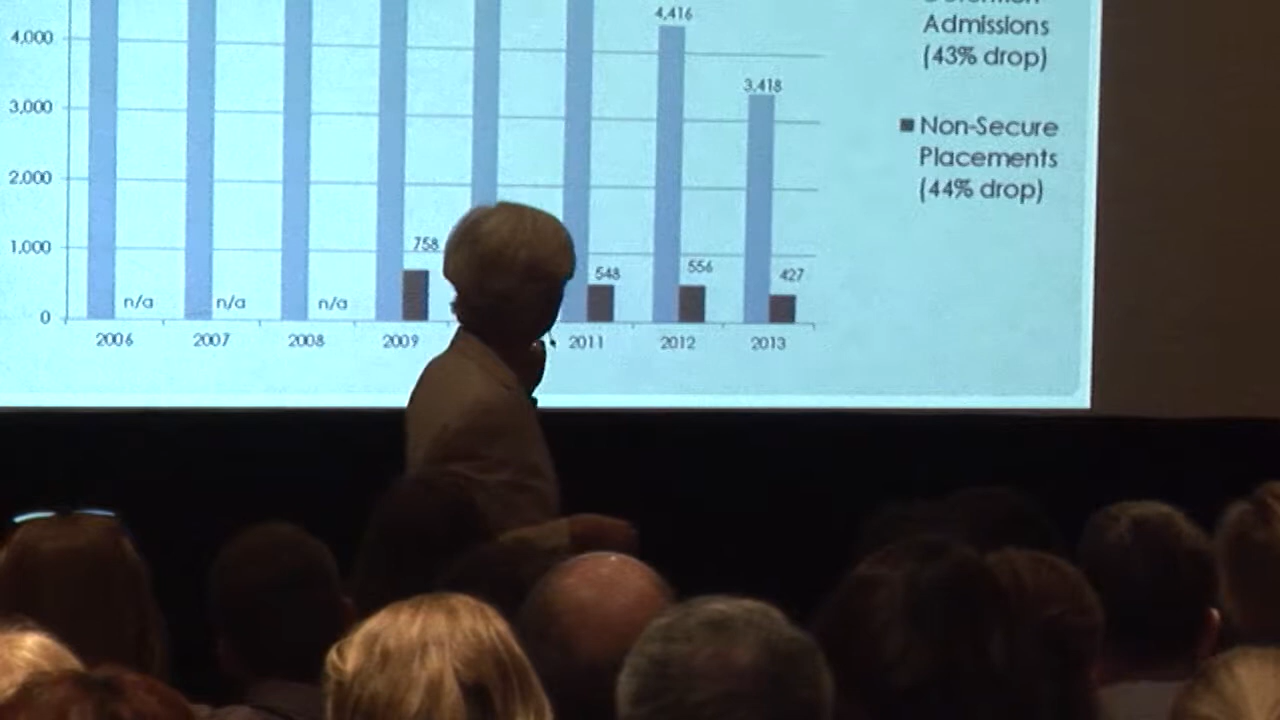 4,416
Admissions
(43% drop)
4,000
3,418
3,000
Non-Secure
Placements
(44% drop)
2,000
1,000
758
548
556
427
n/a
n/a
n/a
0
2006
2007
2008
2009
2011
2012
2013